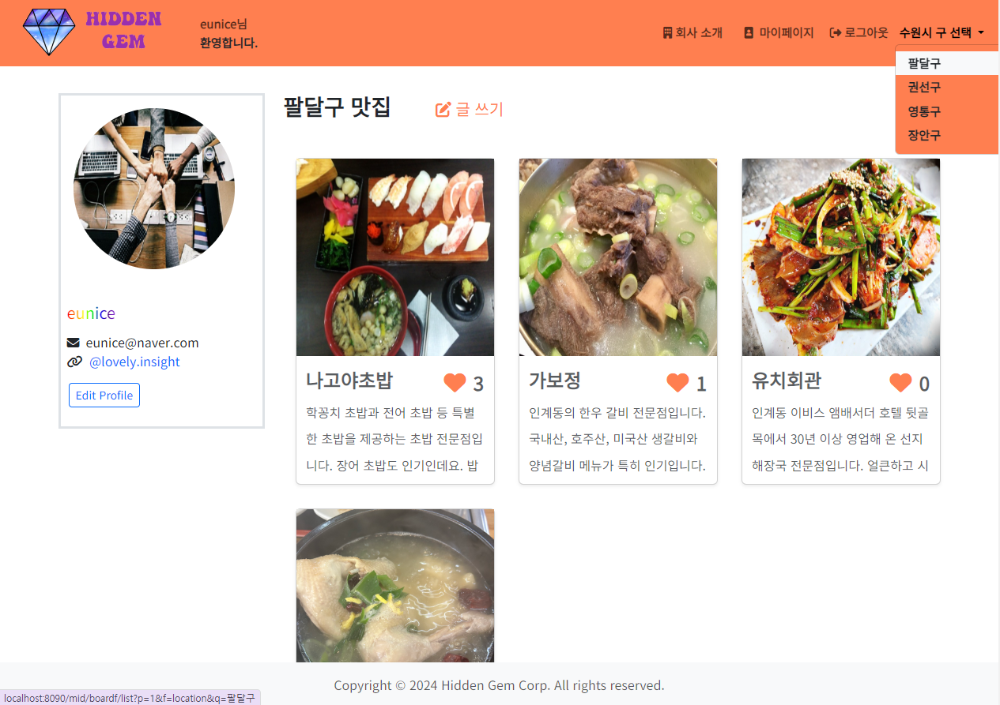 HIDDEN
GEM
eunice님
환영합니다.
회사 소개
마이페이지
로그아웃
수원시 구 선택
팔달구
권선구
영통구
장안구
eunice
eunice@naver.com
@lovely.insight
Edit Profile
팔달구 맛집
글 쓰기
나고야초밥
3
학꽁치 초밥과 전어 초밥 등 특별
한 초밥을 제공하는 초밥 전문점입
니다. 장어 초밥도 인기인데요. 밥
가보정
1
인계동의 한우 갈비 전문점입니다.
국내산, 호주산, 미국산 생갈비와
양념갈비 메뉴가 특히 인기입니다.
유치회관
0
인계동 이비스 앰배서더 호텔 뒷골
목에서 30년 이상 영업해 온 선지
해장국 전문점입니다. 얼큰하고 시
Copyright © 2024 Hidden Gem Corp. All rights reserved.
localhost:8090/mid/boardf/list?p=1&f=location&q=팔달구